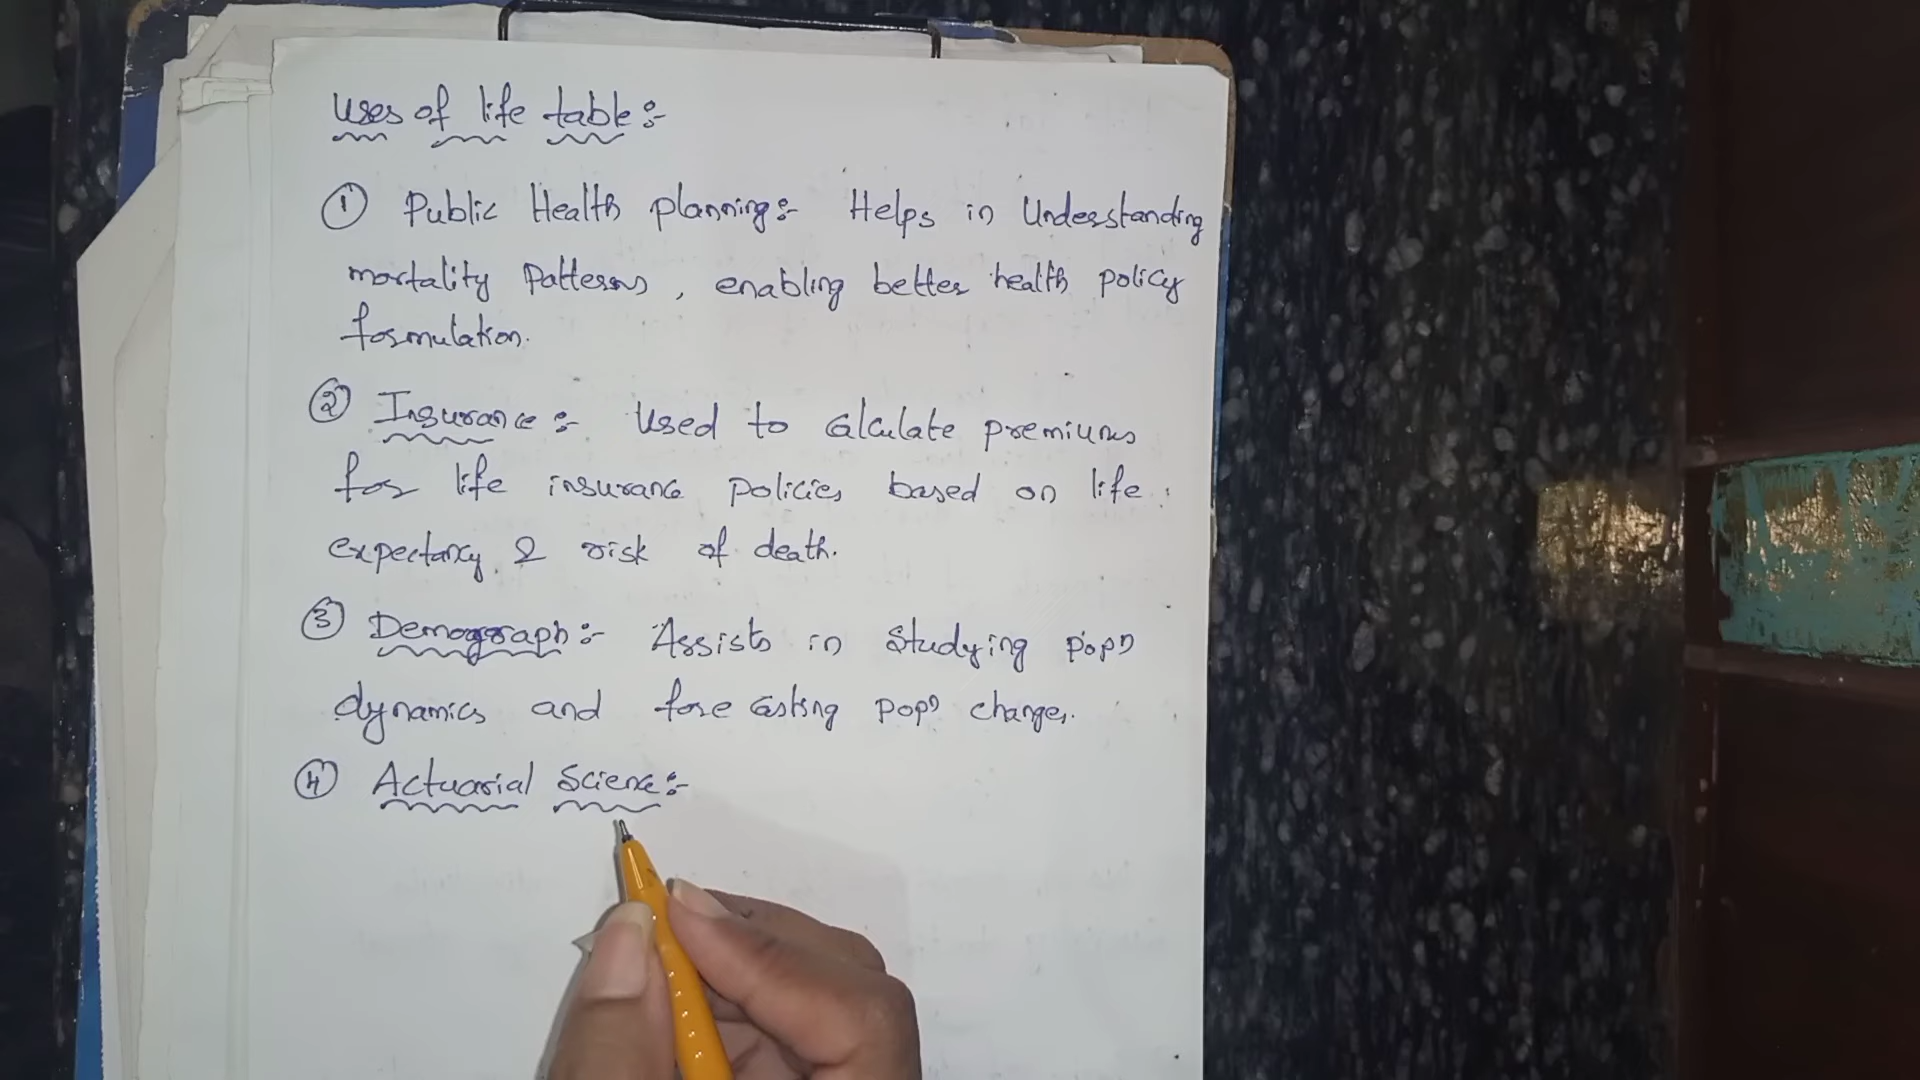 Uses of life table:-
① Public Health planning:- Helps in Understanding
mortality Patterns, enabling better health policy
formulation.
② Insurance:- Used to calculate premiums
for life insurance policies based on life
expectancy & risk of death.
③ Demograph:- Assists in studying popn
dynamics and fore casting popn changes.
④ Actuarial Science:-